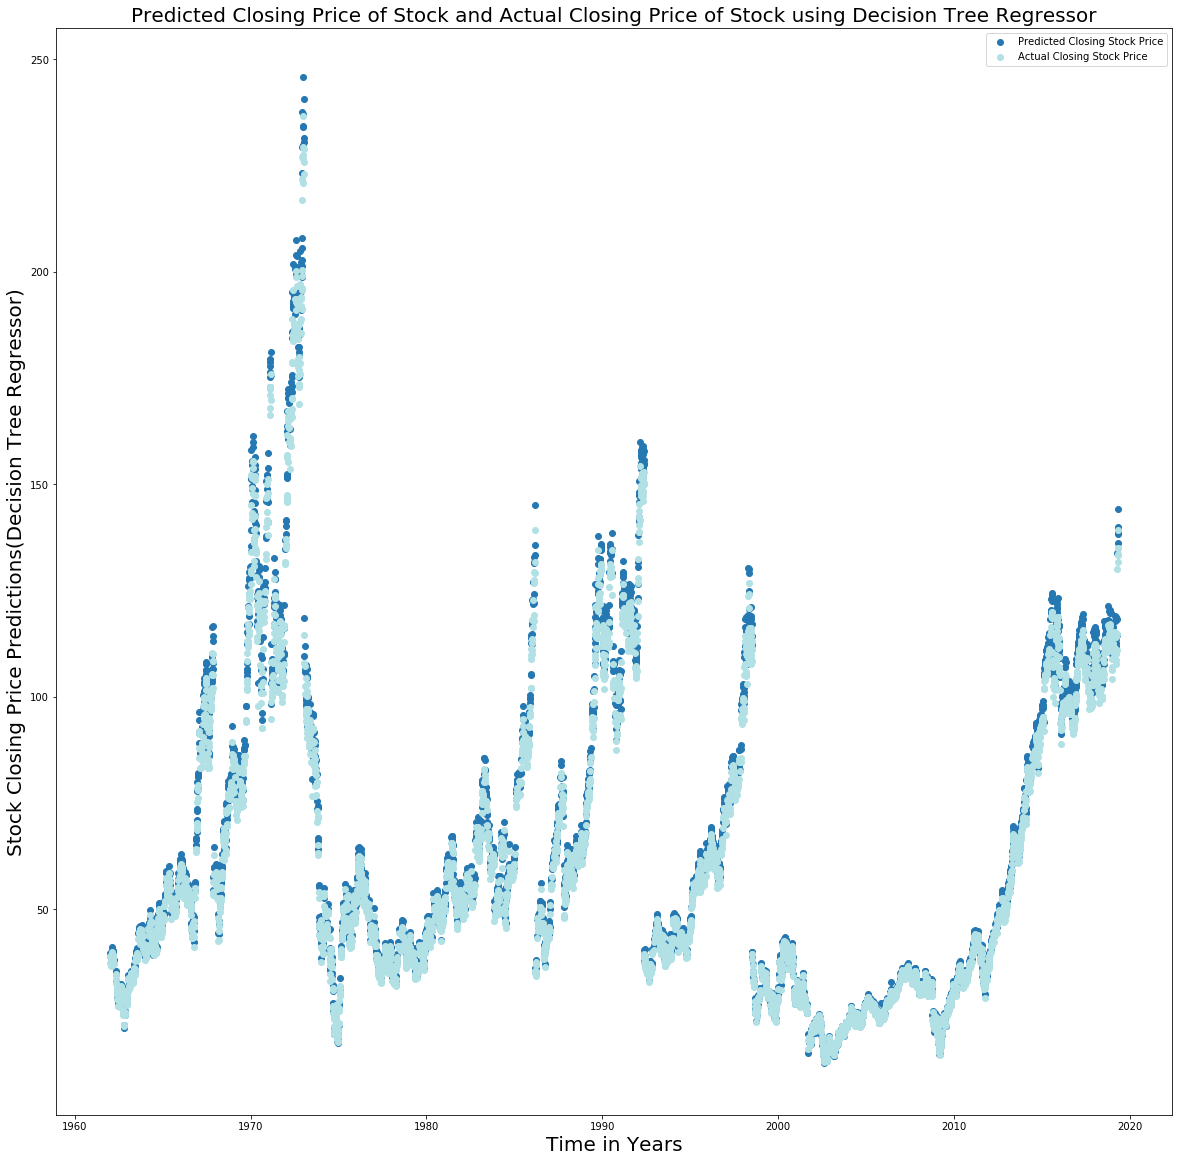 Predicted Closing Price of Stock and Actual Closing Price of Stock using Decision Tree Regressor
Predicted Closing Stock Price
Actual Closing Stock Price
250
200
150
100
50
Stock Closing Price Predictions(Decision Tree Regressor)
1960 1970 1980 1990 2000 2010 2020
Time in Years